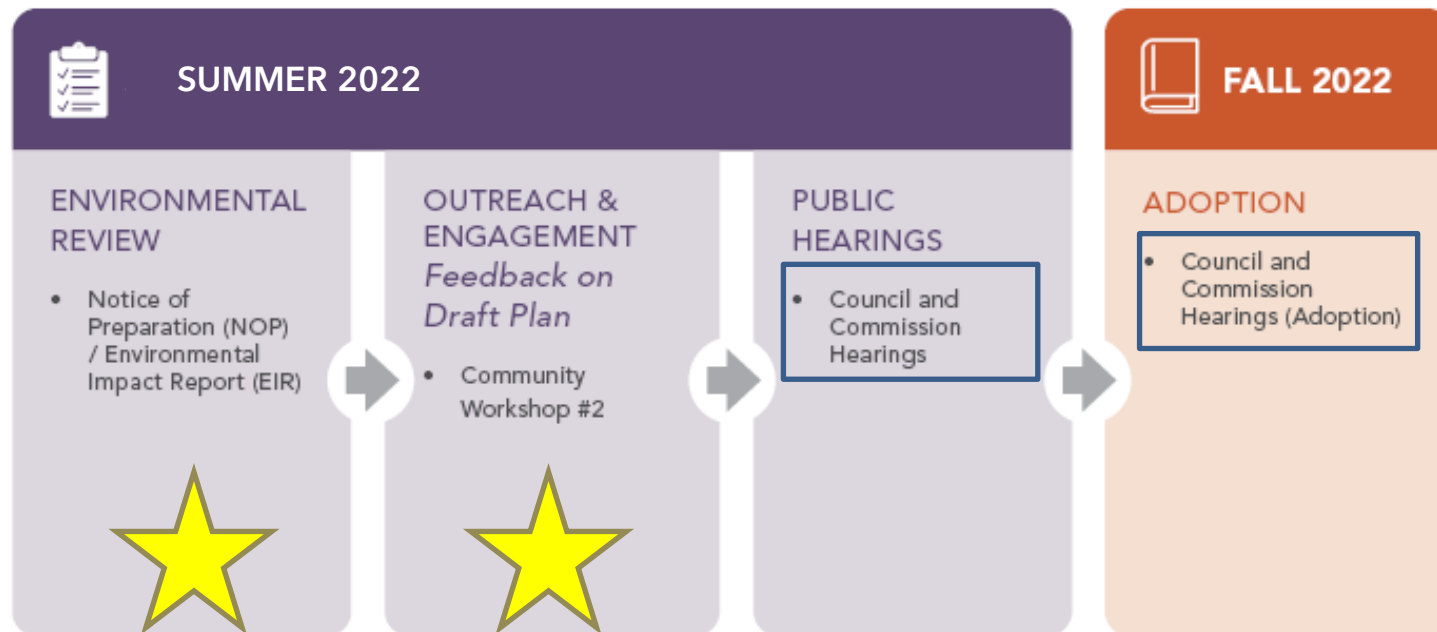 SUMMER 2022
FALL 2022
ENVIRONMENTAL
REVIEW
• Notice of
Preparation (NOP)
/ Environmental
Impact Report (EIR)
OUTREACH &
ENGAGEMENT
Feedback on
Draft Plan
• Community
Workshop #2
PUBLIC
HEARINGS
• Council and
Commission
Hearings
ADOPTION
• Council and
Commission
Hearings (Adoption)